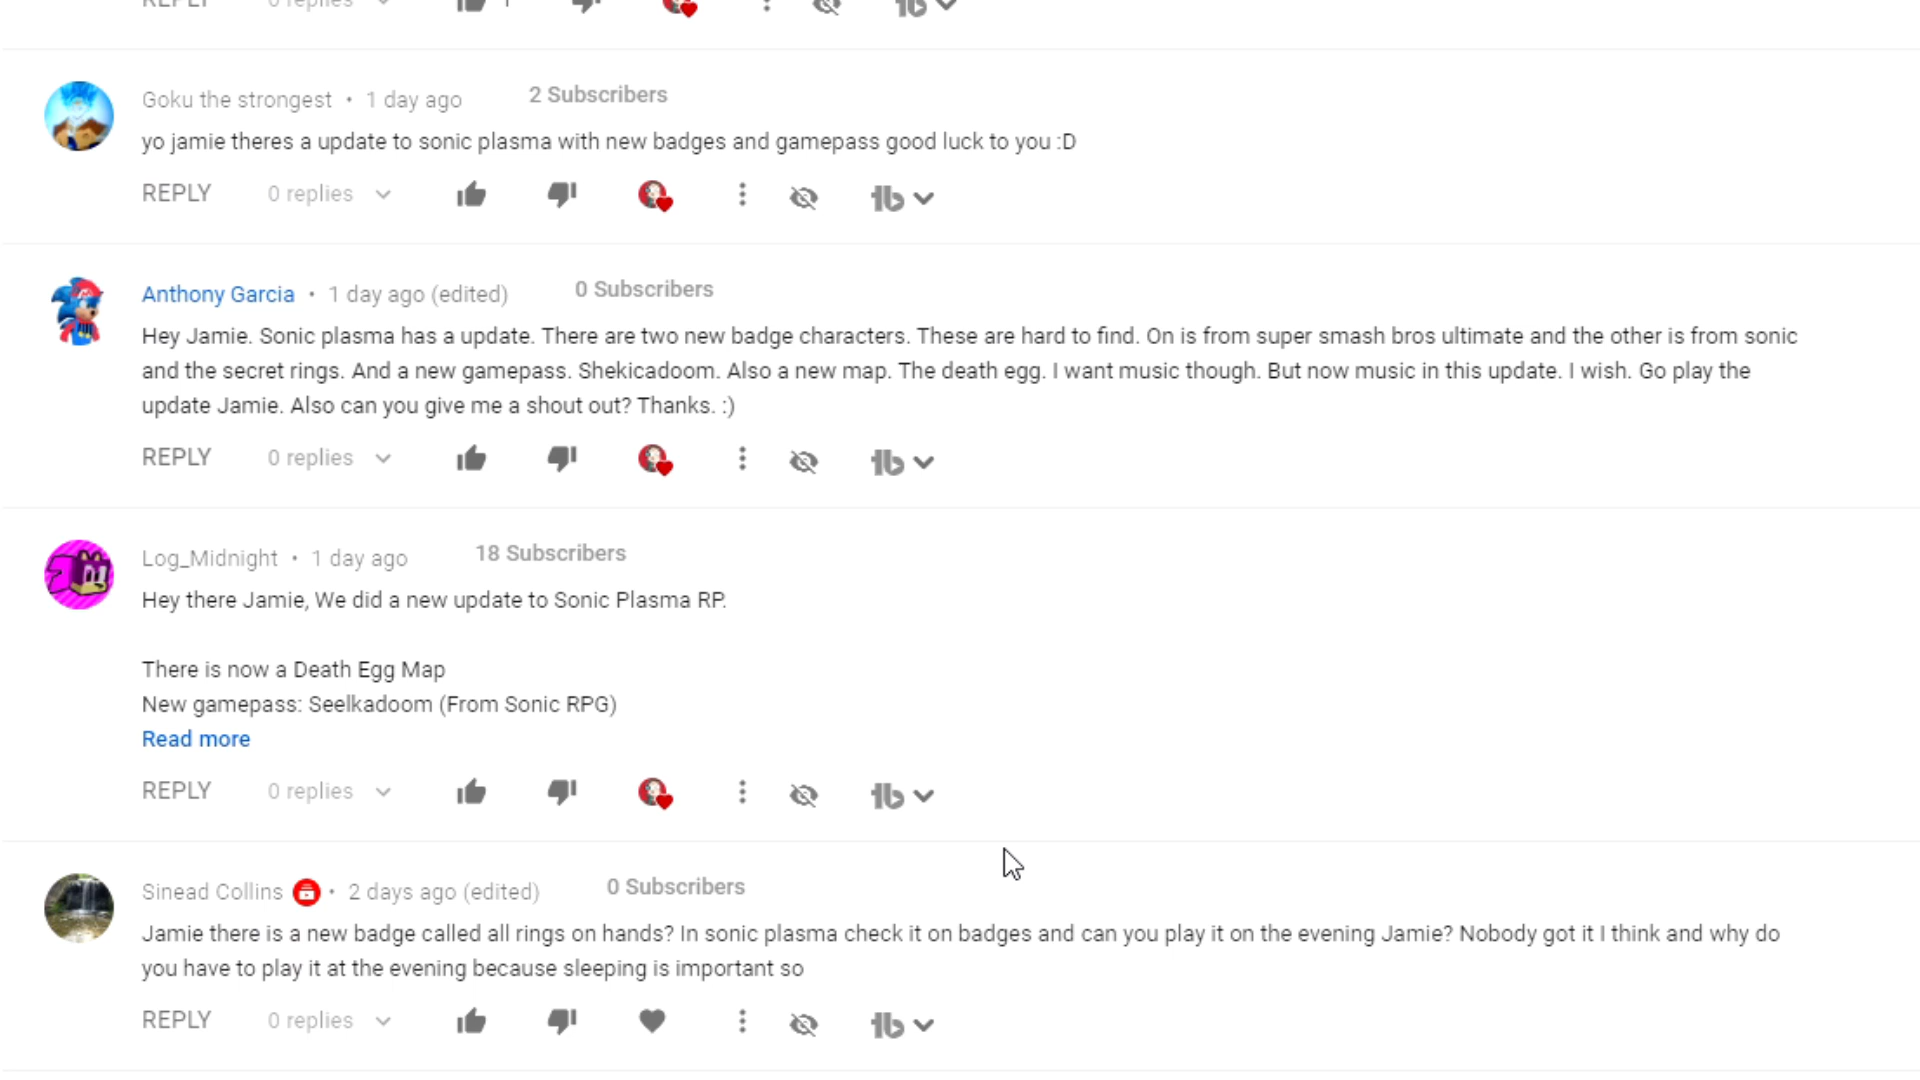 REPLY 0 replies 1
Goku the strongest • 1 day ago 2 Subscribers
yo jamie theres a update to sonic plasma with new badges and gamepass good luck to you :D
REPLY 0 replies
Anthony Garcia • 1 day ago (edited) 0 Subscribers
Hey Jamie. Sonic plasma has a update. There are two new badge characters. These are hard to find. On is from super smash bros ultimate and the other is from sonic
and the secret rings. And a new gamepass. Shekicadoom. Also a new map. The death egg. I want music though. But now music in this update. I wish. Go play the
update Jamie. Also can you give me a shout out? Thanks. :)
REPLY 0 replies
Log_Midnight • 1 day ago 18 Subscribers
Hey there Jamie, We did a new update to Sonic Plasma RP.
There is now a Death Egg Map
New gamepass: Seelkadoom (From Sonic RPG)
Read more
REPLY 0 replies
Sinead Collins • 2 days ago (edited) 0 Subscribers
Jamie there is a new badge called all rings on hands? In sonic plasma check it on badges and can you play it on the evening Jamie? Nobody got it I think and why do
you have to play it at the evening because sleeping is important so
REPLY 0 replies